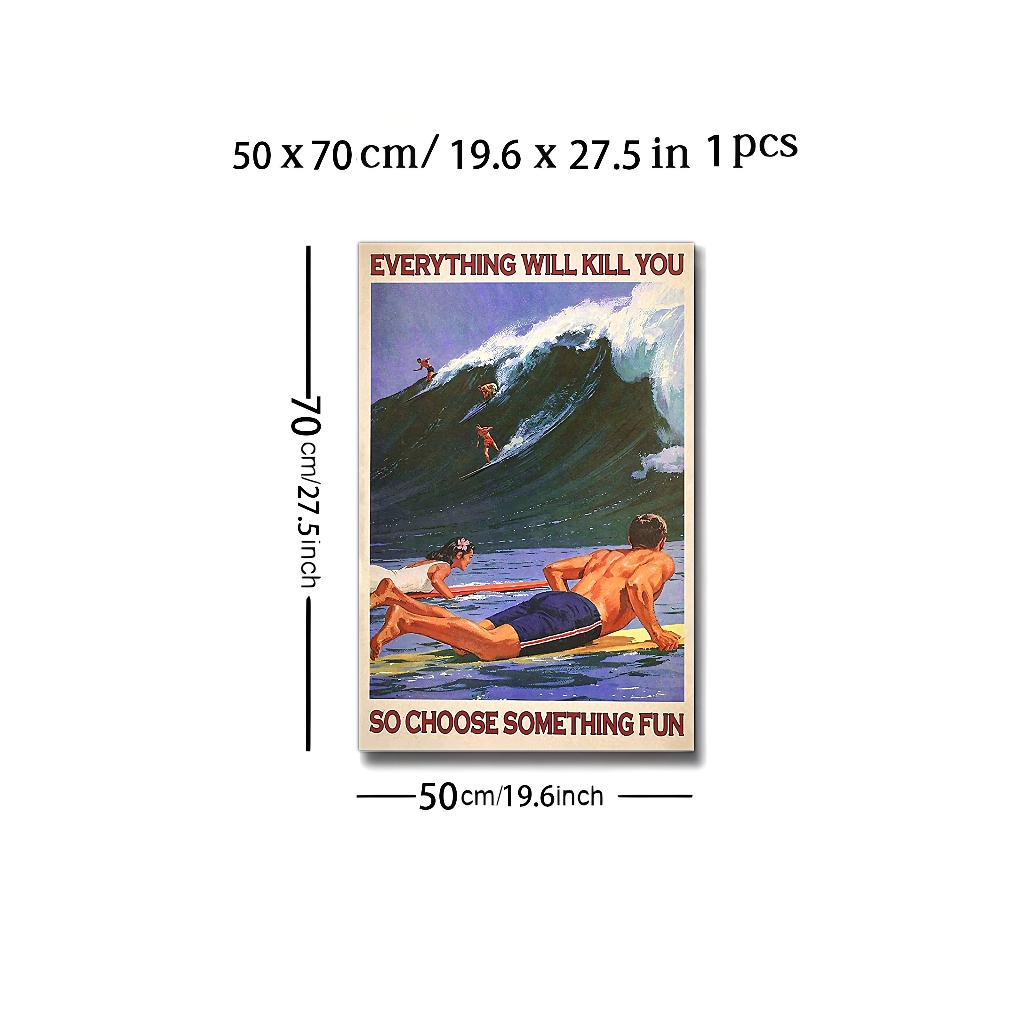 50 x 70 cm/ 19.6 x 27.5 in 1 pcs
EVERYTHING WILL KILL YOU
70cm/27.5inch
SO CHOOSE SOMETHING FUN
50cm/19.6inch